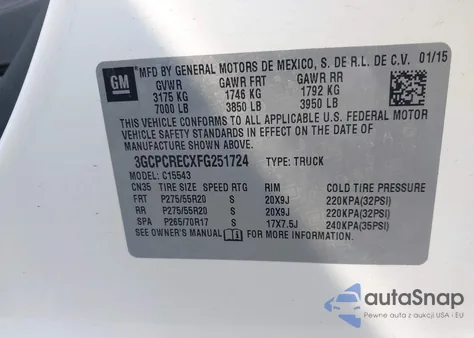 GM
MFD BY GENERAL MOTORS DE MEXICO, S. DE R.L. DE C.V. 01/15
GVWR GAWR FRT GAWR RR
3175 KG 1746 KG 1792 KG
7000 LB 3850 LB 3950 LB
THIS VEHICLE CONFORMS TO ALL APPLICABLE U.S. FEDERAL MOTOR
VEHICLE SAFETY STANDARDS IN EFFECT ON THE DATE OF
MANUFACTURE SHOWN ABOVE.
3GCPCRECXFG251724 TYPE: TRUCK
MODEL: C15543
CN35 TIRE SIZE SPEED RTG RIM COLD TIRE PRESSURE
FRT P275/55R20 S 20X9J 220KPA(32PSI)
RR P275/55R20 S 20X9J 220KPA(32PSI)
SPA P265/70R17 S 17X7.5J 240KPA(35PSI)
SEE OWNER'S MANUAL FOR MORE INFORMATION.
autoSnap
Pewne auta z aukcji USA i EU